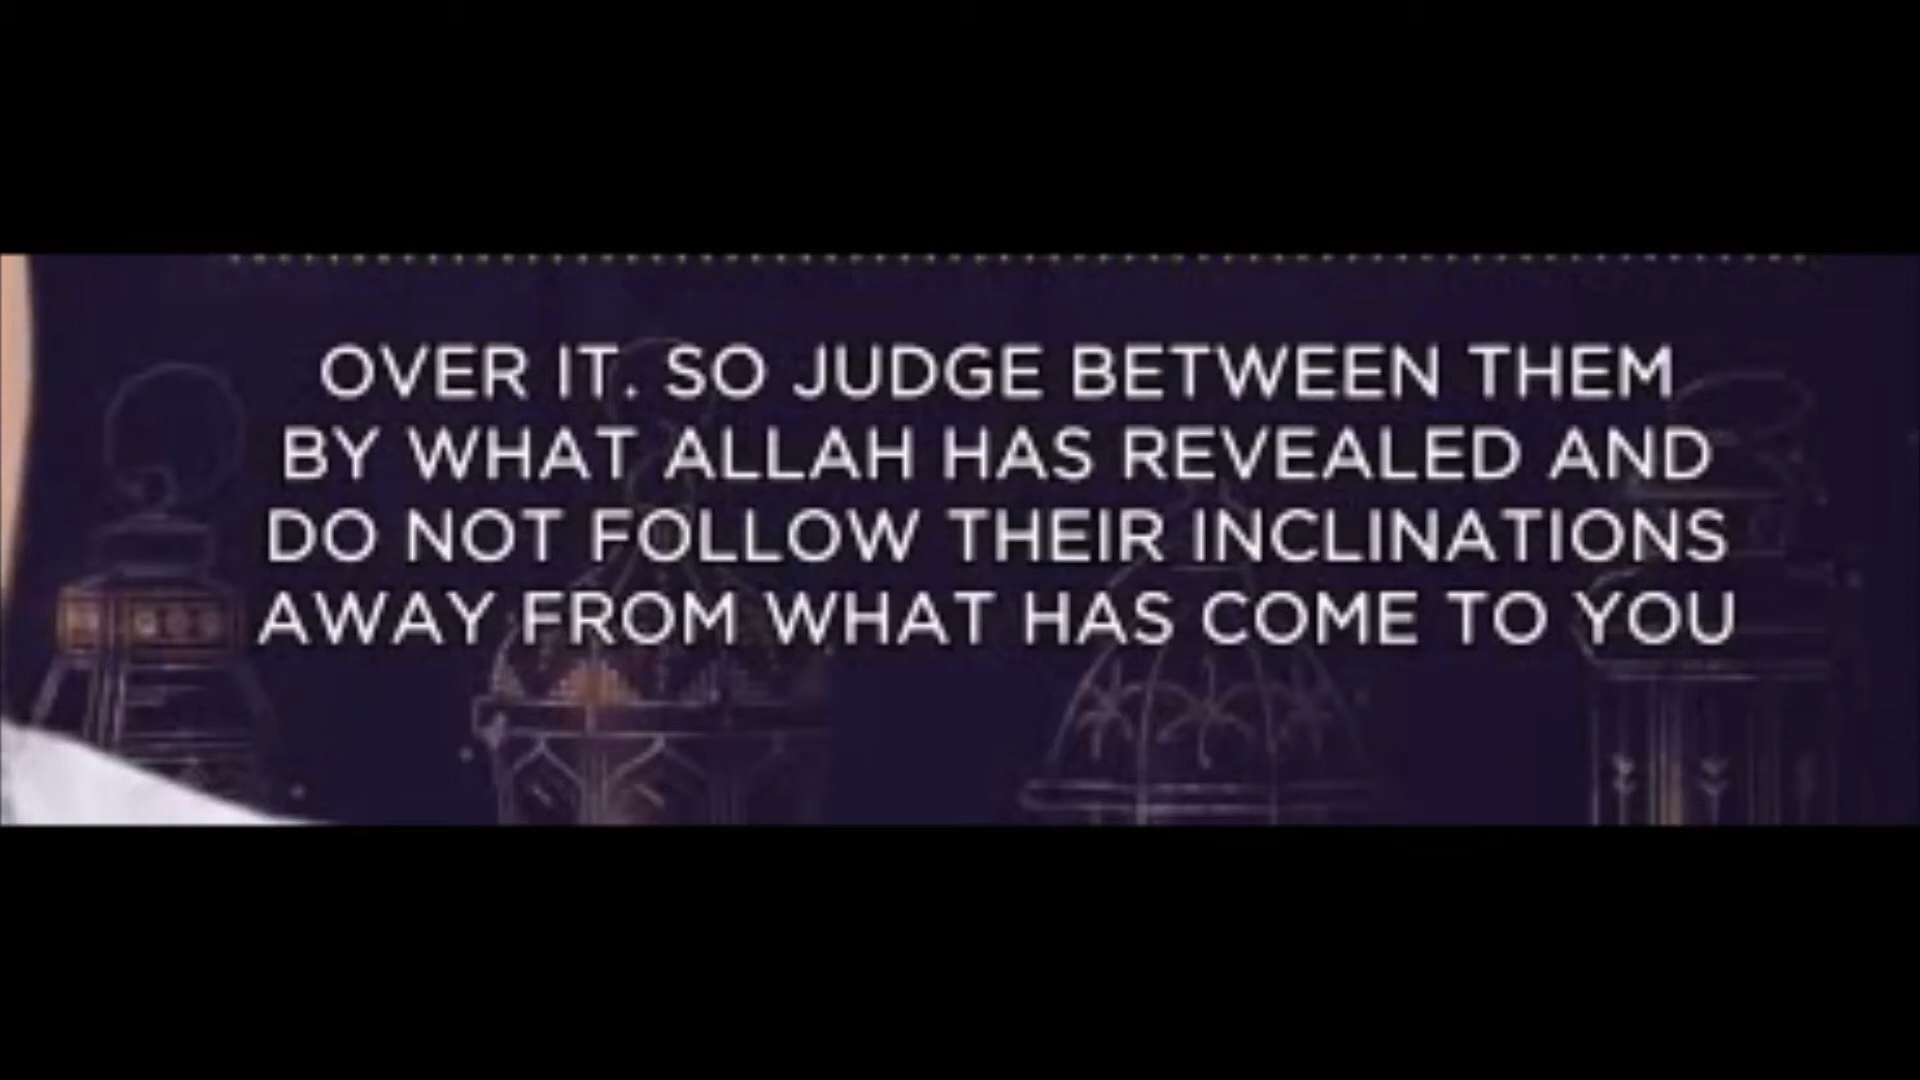 OVER IT. SO JUDGE BETWEEN THEM
BY WHAT ALLAH HAS REVEALED AND
DO NOT FOLLOW THEIR INCLINATIONS
AWAY FROM WHAT HAS COME TO YOU